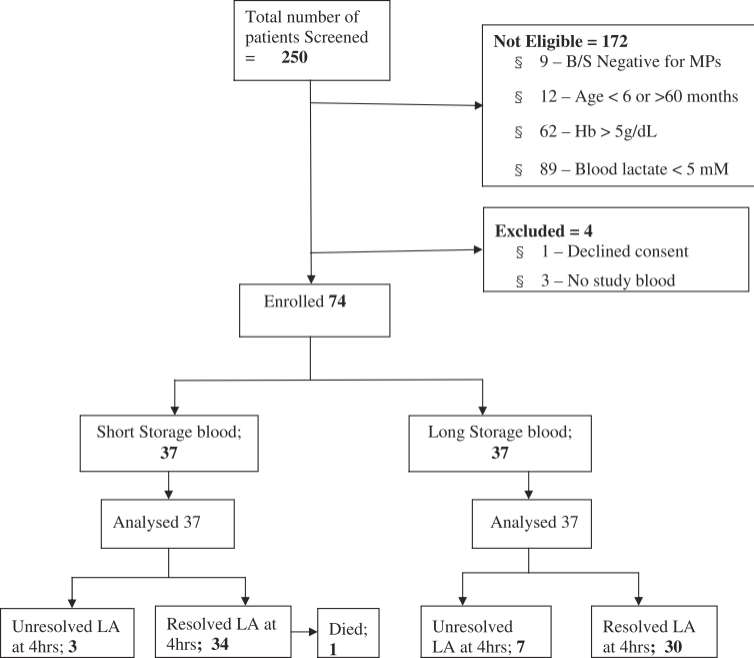 Total number of
patients Screened
= 250
Not Eligible = 172
§ 9 – B/S Negative for MPs
§ 12 – Age < 6 or >60 months
§ 62 – Hb > 5g/dL
§ 89 – Blood lactate < 5 mM
Excluded = 4
§ 1 – Declined consent
§ 3 – No study blood
Enrolled 74
Short Storage blood;
37
Long Storage blood;
37
Analysed 37
Analysed 37
Unresolved LA
at 4hrs; 3
Resolved LA at
4hrs; 34
Died;
1
Unresolved
LA at 4hrs; 7
Resolved LA
at 4hrs; 30